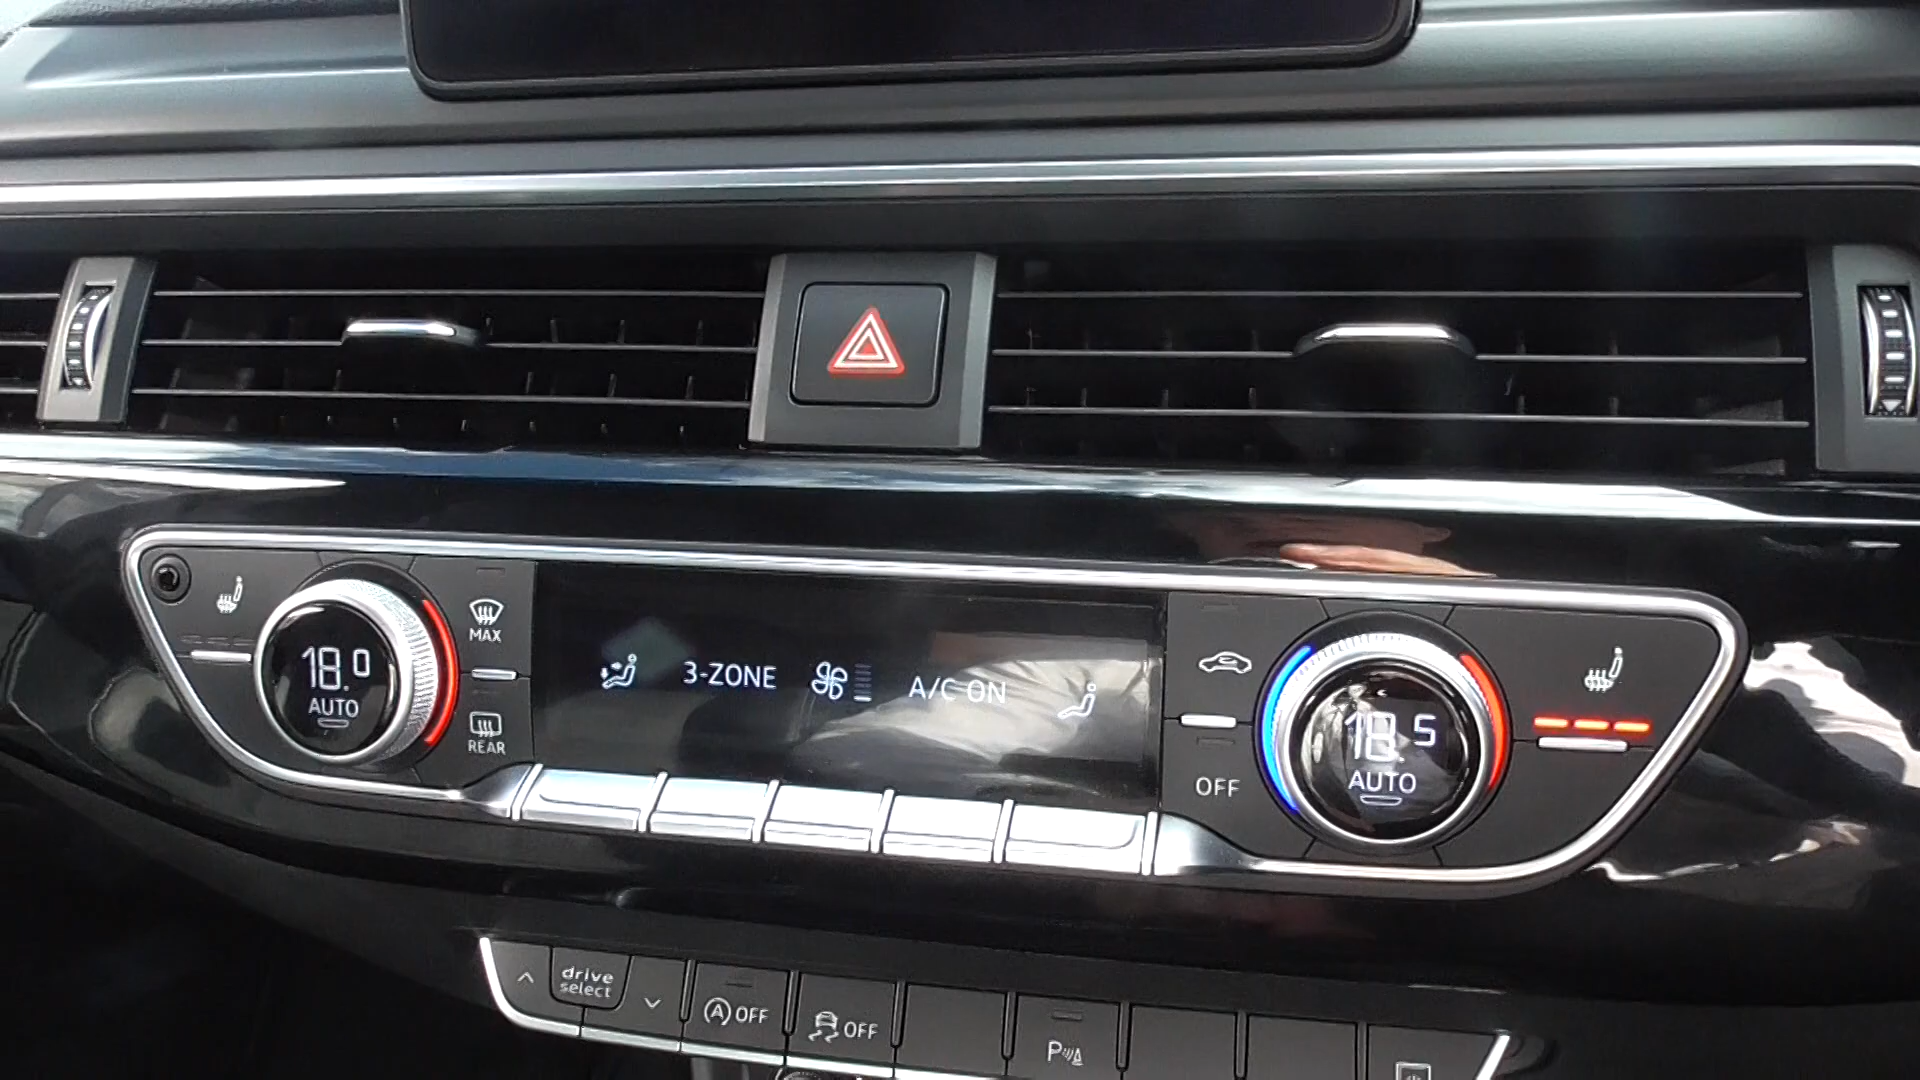 18.0
AUTO
MAX
REAR
3-ZONE
A/C ON
OFF
18.5
AUTO
drive
select
A OFF
OFF
P